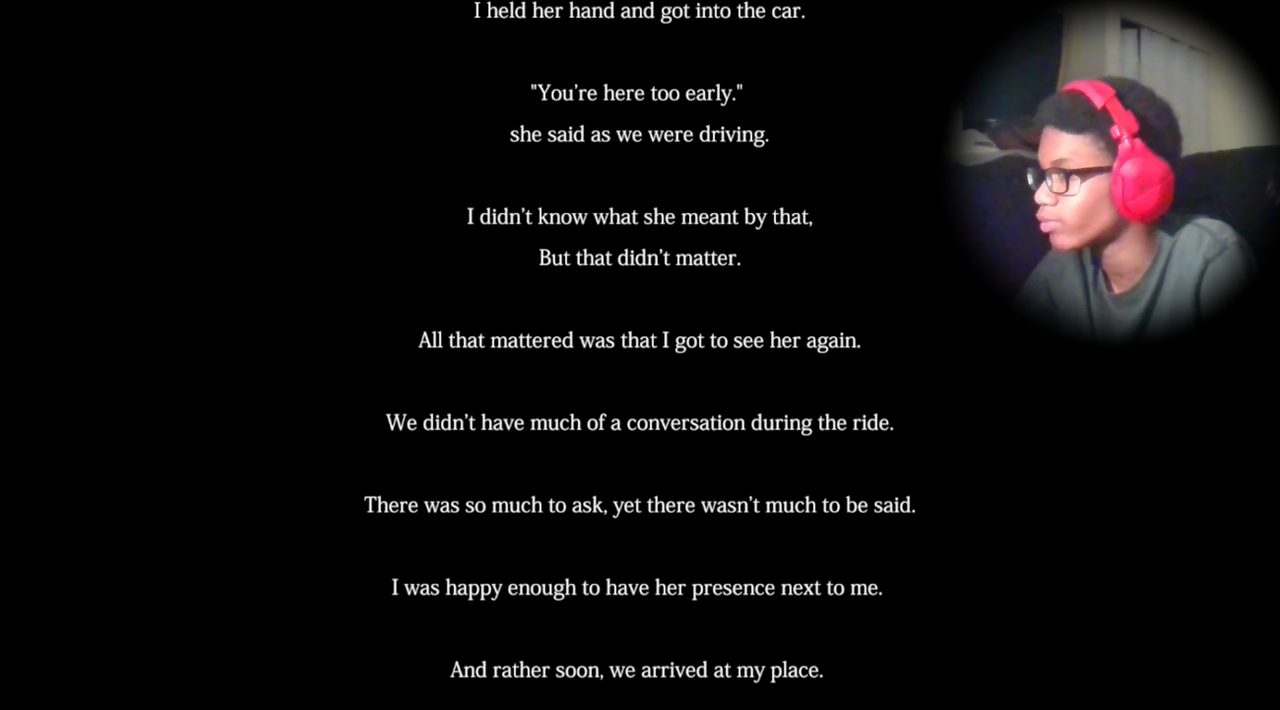 I held her hand and got into the car.
"You're here too early."
she said as we were driving.
I didn't know what she meant by that,
But that didn't matter.
All that mattered was that I got to see her again.
We didn't have much of a conversation during the ride.
There was so much to ask, yet there wasn't much to be said.
I was happy enough to have her presence next to me.
And rather soon, we arrived at my place.